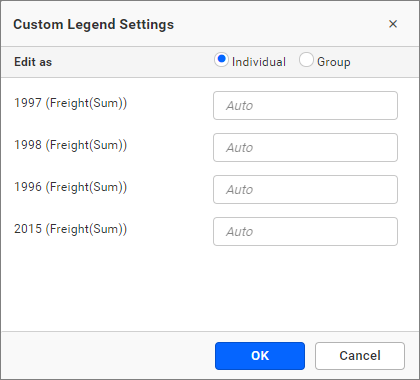 Custom Legend Settings ×
Edit as Individual Group
1997 (Freight(Sum)) Auto
1998 (Freight(Sum)) Auto
1996 (Freight(Sum)) Auto
2015 (Freight(Sum)) Auto
OK Cancel